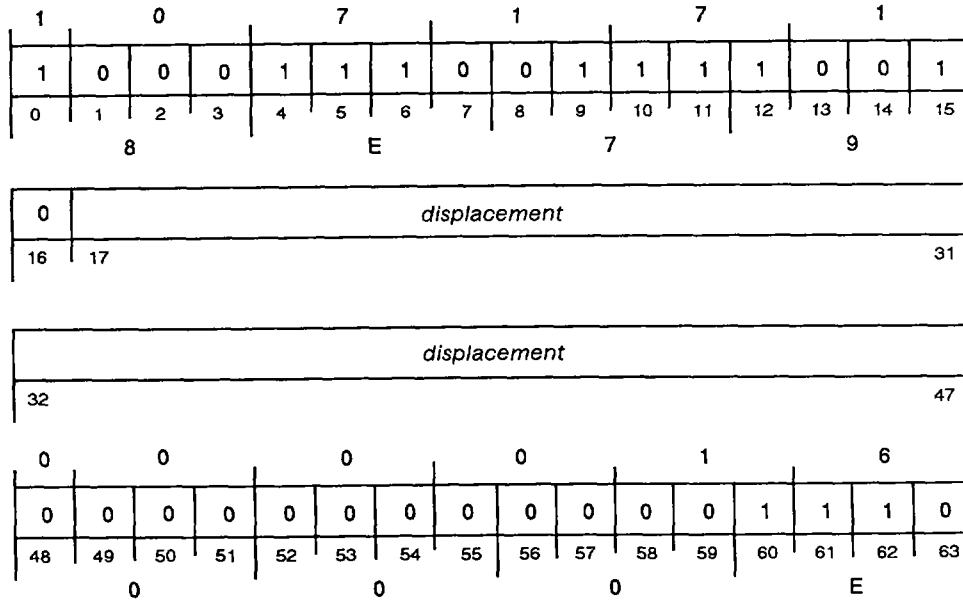 1 0 7 1 7 1
1 0 0 0 1 1 1 0 0 1 1 1 1 0 0 1
0 1 2 3 4 5 6 7 8 9 10 11 12 13 14 15
8 E 7 9
0 displacement
16 17 31
displacement
32 47
0 0 0 0 1 6
0 0 0 0 0 0 0 0 0 0 0 0 1 1 1 0
48 49 50 51 52 53 54 55 56 57 58 59 60 61 62 63
0 0 0 E